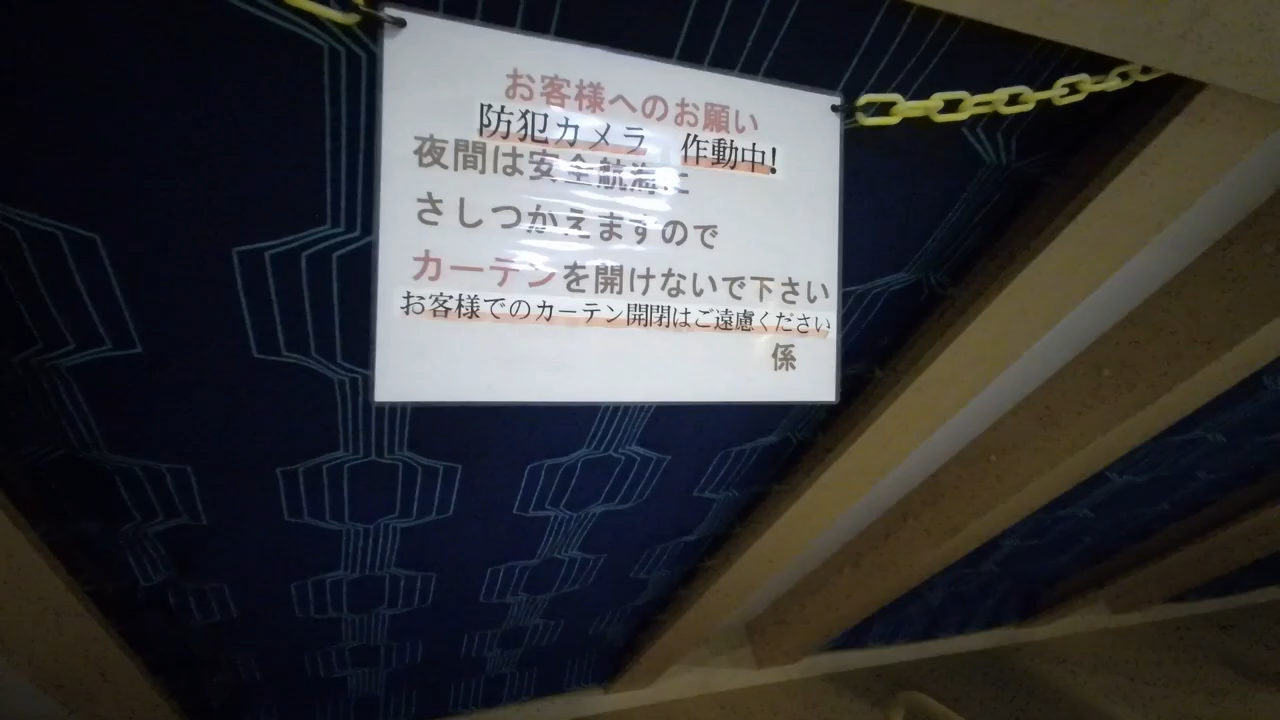 お客様へのお願い
防犯カメラ 作動中!
夜間は安全航海に
さしつかえますので
カーテンを開けないで下さい
お客様でのカーテン開閉はご遠慮ください
係